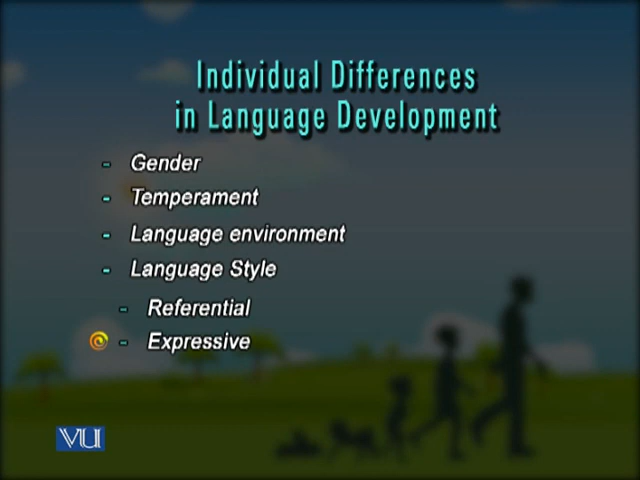 Individual Differences
in Language Development
- Gender
- Temperament
- Language environment
- Language Style
- Referential
- Expressive
VU